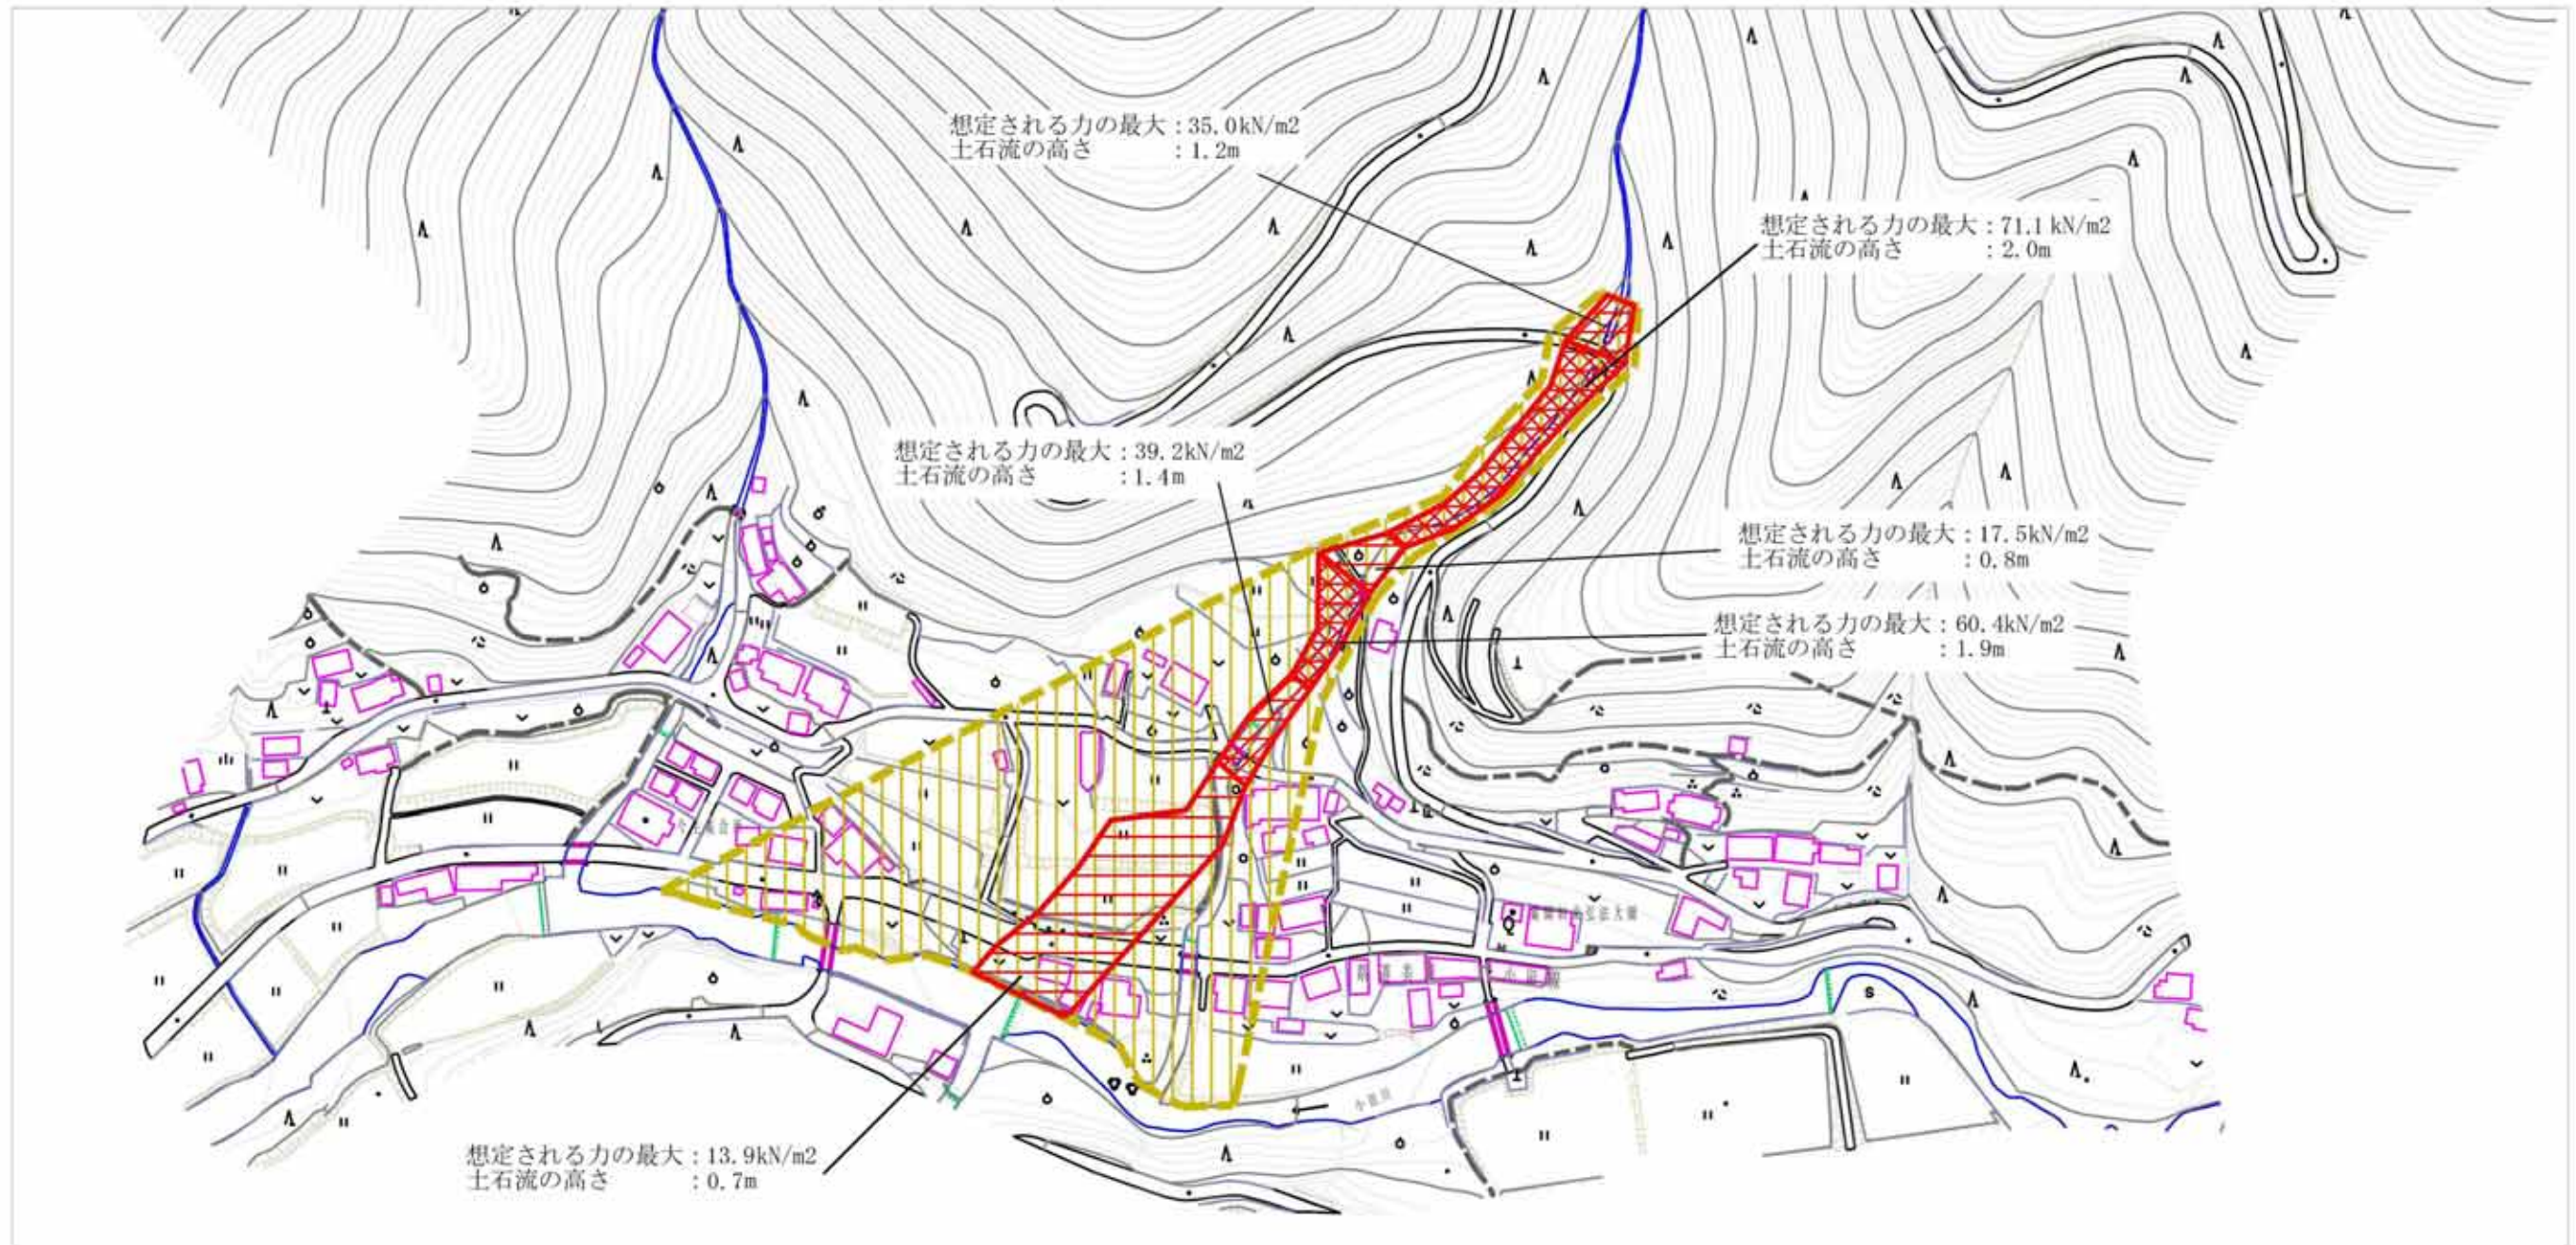 想定される力の最大：35.0kN/m2
土石流の高さ　　　：1.2m
想定される力の最大：71.1kN/m2
土石流の高さ　　　：2.0m
想定される力の最大：39.2kN/m2
土石流の高さ　　　：1.4m
想定される力の最大：17.5kN/m2
土石流の高さ　　　：0.8m
想定される力の最大：60.4kN/m2
土石流の高さ　　　：1.9m
想定される力の最大：13.9kN/m2
土石流の高さ　　　：0.7m